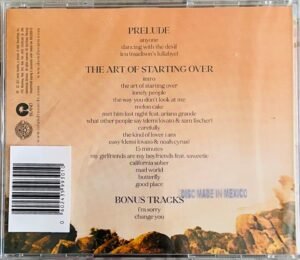 PRELUDE
anyone
dancing with the devil
icu (madison's lullabye)
THE ART OF STARTING OVER
intro
the art of starting over
lonely people
the way you don't look at me
melon cake
met him last night feat. ariana grande
what other people say (demi lovato & sam fischer)
carefully
the kind of lover i am
easy (demi lovato & noah cyrus)
15 minutes
my girlfriends are my boyfriend feat. saweetie
california sober
mad world
butterfly
good place
DISC MADE IN MEXICO
BONUS TRACKS
i'm sorry
change you